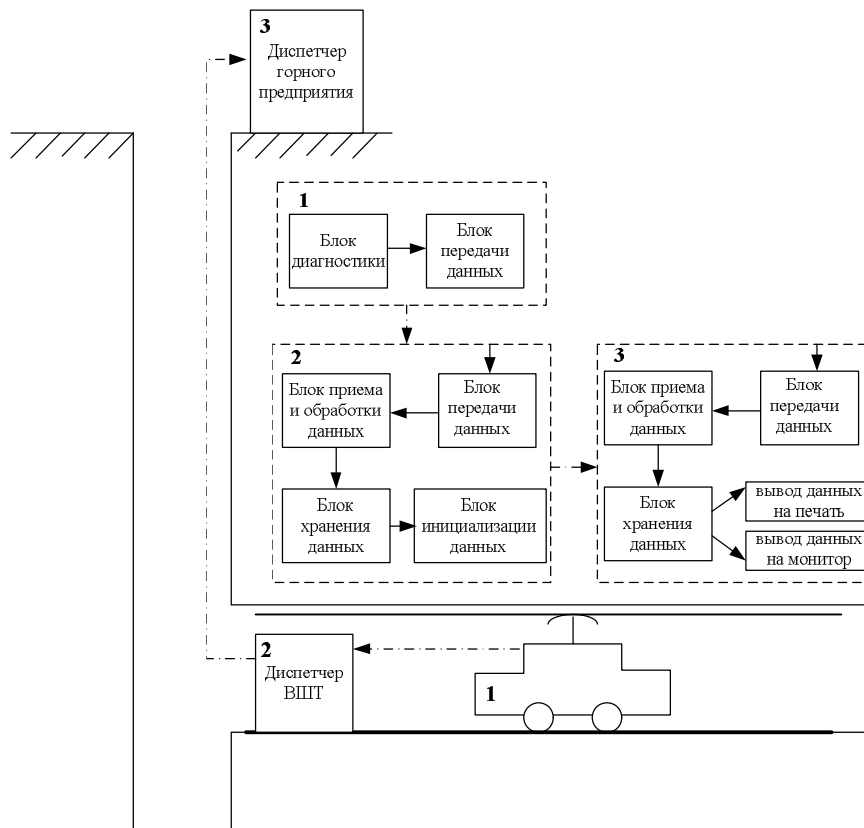 3
Диспетчер
горного
предприятия
1
Блок
диагностики
Блок
передачи
данных
2
Блок приема
и обработки
данных
Блок
передачи
данных
Блок
хранения
данных
Блок
инициализации
данных
3
Блок приема
и обработки
данных
Блок
передачи
данных
Блок
хранения
данных
вывод данных
на печать
вывод данных
на монитор
2
Диспетчер
ВШТ
1